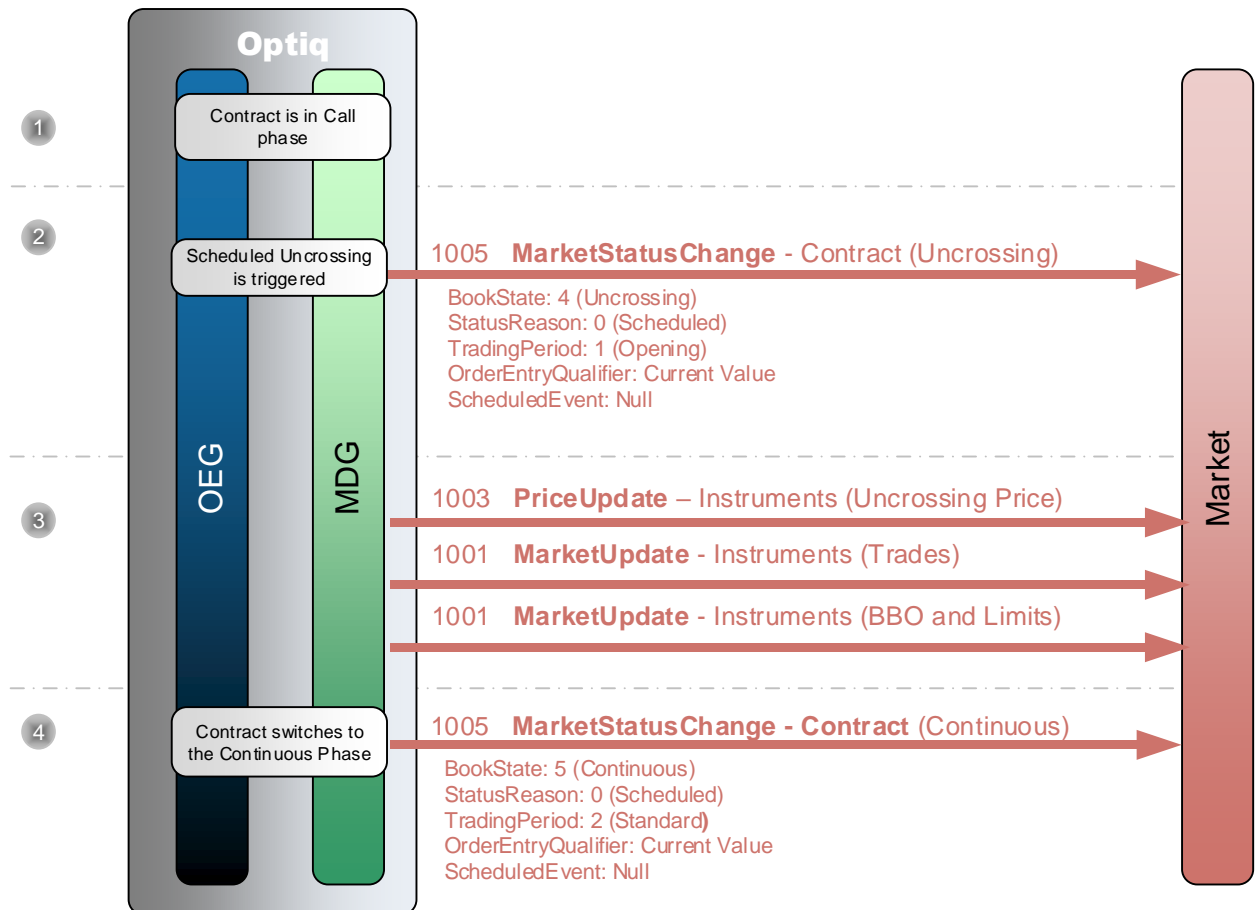 Optiq
1
Contract is in Call
phase
2
Scheduled Uncrossing
is triggered
1005 MarketStatusChange - Contract (Uncrossing)
BookState: 4 (Uncrossing)
StatusReason: 0 (Scheduled)
TradingPeriod: 1 (Opening)
OrderEntryQualifier: Current Value
ScheduledEvent: Null
OEG
MDG
Market
3
1003 PriceUpdate – Instruments (Uncrossing Price)
1001 MarketUpdate - Instruments (Trades)
1001 MarketUpdate - Instruments (BBO and Limits)
4
Contract switches to
the Continuous Phase
1005 MarketStatusChange - Contract (Continuous)
BookState: 5 (Continuous)
StatusReason: 0 (Scheduled)
TradingPeriod: 2 (Standard)
OrderEntryQualifier: Current Value
ScheduledEvent: Null